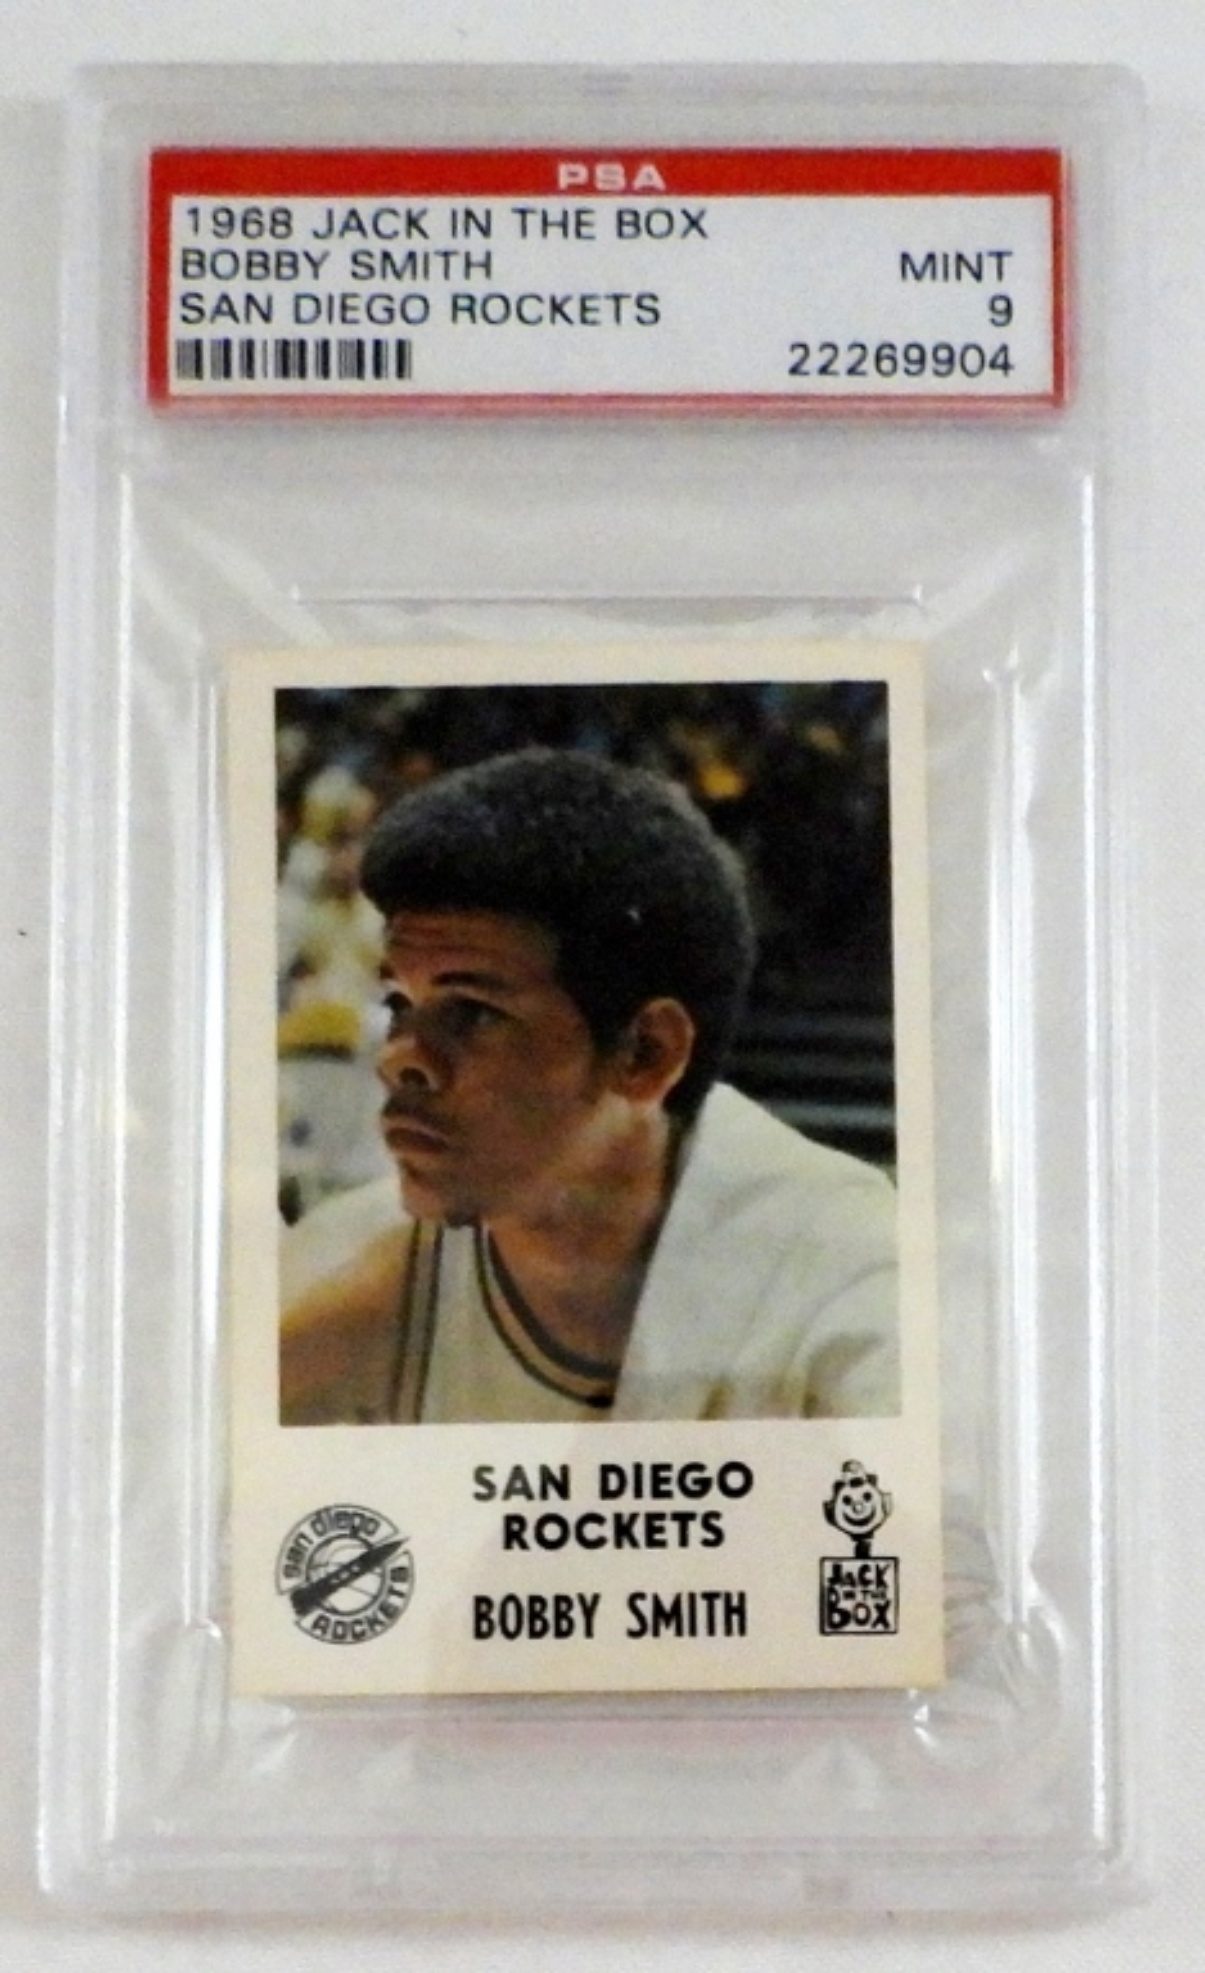 PSA
1968 JACK IN THE BOX
BOBBY SMITH MINT
SAN DIEGO ROCKETS 9
22269904
SAN DIEGO
ROCKETS
BOBBY SMITH
san diego
ROCKETS
JACK
IN THE
BOX